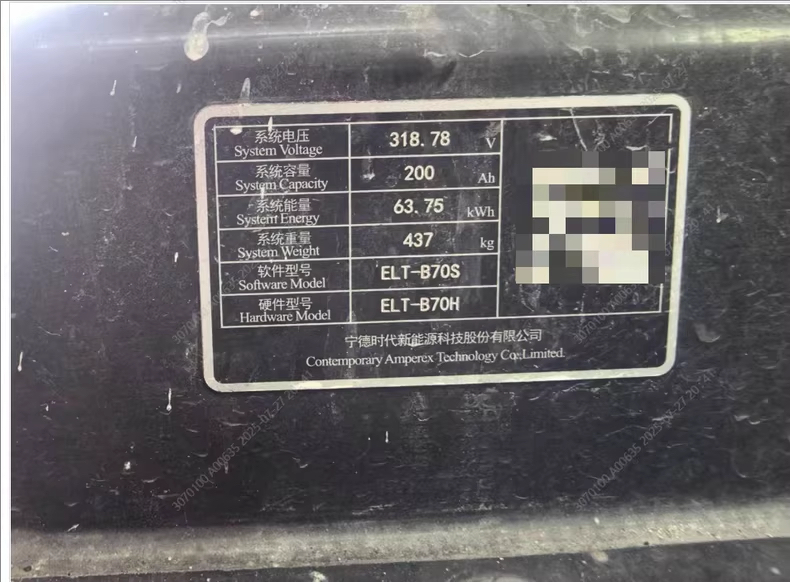 系统电压 318.78 V
System Voltage
系统容量 200 Ah
System Capacity
系统能量 63.75 kWh
System Energy
系统重量 437 kg
System Weight
软件型号 ELT-B70S
Software Model
硬件型号 ELT-B70H
Hardware Model
宁德时代新能源科技股份有限公司
Contemporary Amperex Technology Co.,Limited.